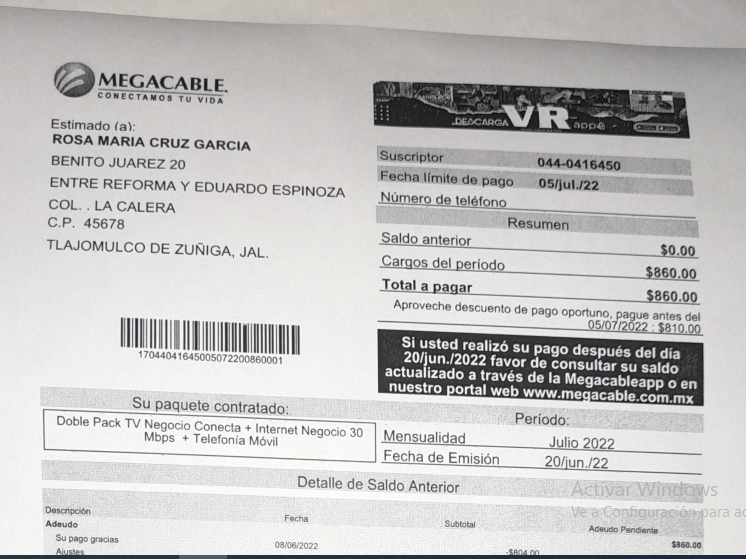 MEGACABLE
CONECTAMOS TU VIDA
Estimado (a):
ROSA MARIA CRUZ GARCIA
BENITO JUAREZ 20
ENTRE REFORMA Y EDUARDO ESPINOZA
COL. . LA CALERA
C.P. 45678
TLAJOMULCO DE ZUÑIGA, JAL.
17044041645005072200860001
DESCARGA VR app
Suscriptor 044-0416450
Fecha límite de pago 05/jul./22
Número de teléfono
Resumen
Saldo anterior $0.00
Cargos del período $860.00
Total a pagar $860.00
Aproveche descuento de pago oportuno, pague antes del
05/07/2022 : $810.00
Si usted realizó su pago después del día
20/jun./2022 favor de consultar su saldo
actualizado a través de la Megacableapp o en
nuestro portal web www.megacable.com.mx
Su paquete contratado:
Doble Pack TV Negocio Conecta + Internet Negocio 30
Mbps + Telefonía Móvil
Período:
Mensualidad Julio 2022
Fecha de Emisión 20/jun./22
Detalle de Saldo Anterior
Descripción Fecha Subtotal Adeudo Pendiente
Adeudo $860.00
Su pago gracias 08/06/2022 -$804.00
Ajustes
Activar Windows
Ve a Configuración para ac